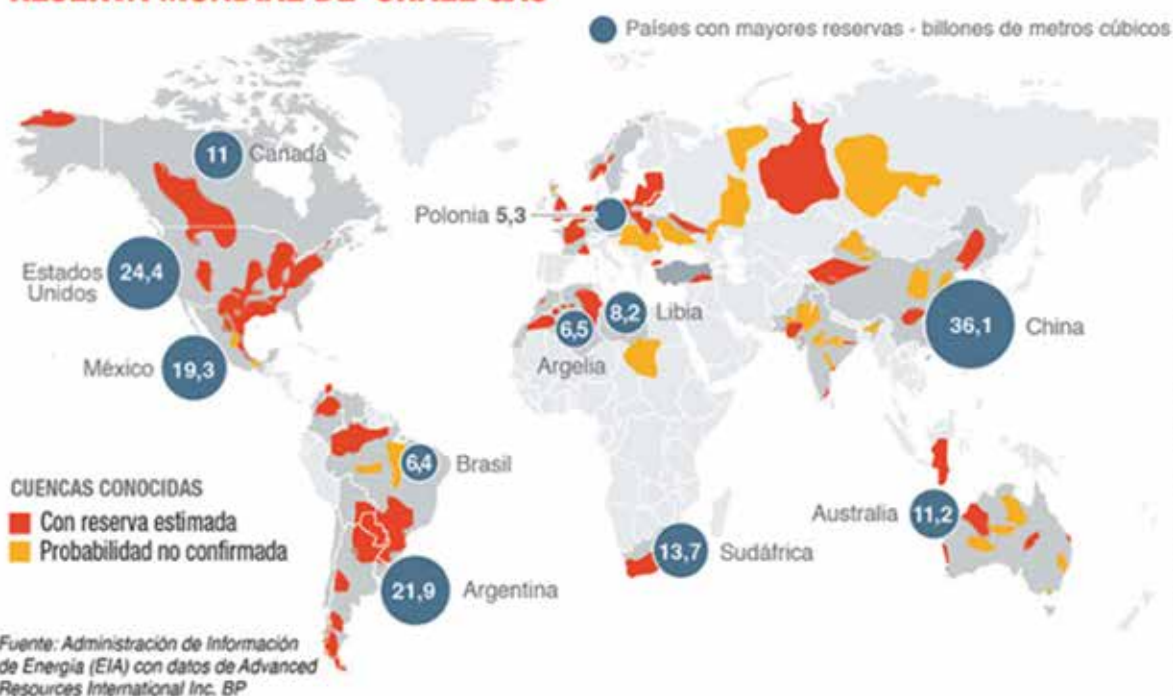 Países con mayores reservas - billones de metros cúbicos
11 Canadá
Polonia 5,3
Estados
Unidos
24,4
8,2 Libia
6,5
Argelia
36,1 China
México 19,3
6,4 Brasil
CUENCAS CONOCIDAS
Con reserva estimada
Probabilidad no confirmada
Australia 11,2
13,7 Sudáfrica
21,9 Argentina
Fuente: Administración de Información
de Energía (EIA) con datos de Advanced
Resources International Inc. BP